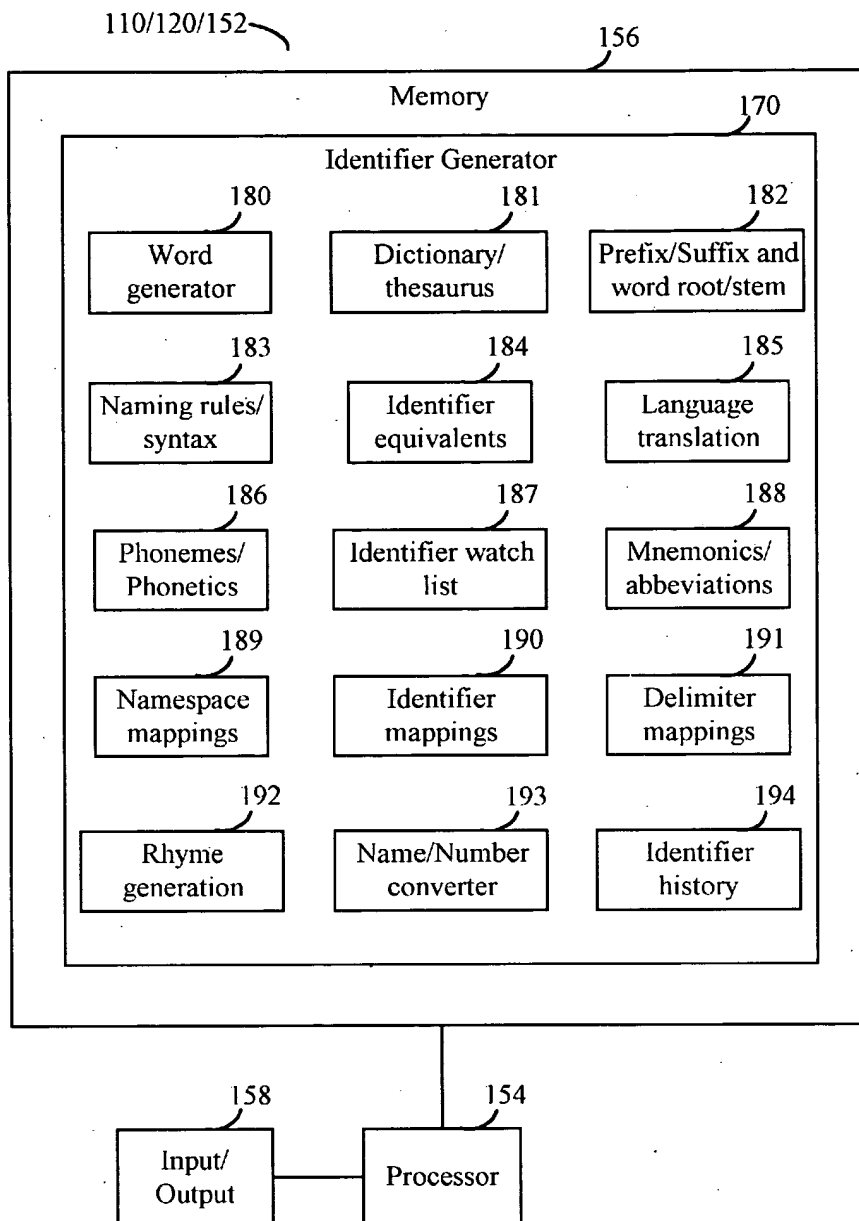 110/120/152
156
Memory
170
Identifier Generator
180 181 182
Word generator
Dictionary/ thesaurus
Prefix/Suffix and word root/stem
183 184 185
Naming rules/ syntax
Identifier equivalents
Language translation
186 187 188
Phonemes/ Phonetics
Identifier watch list
Mnemonics/ abbeviations
189 190 191
Namespace mappings
Identifier mappings
Delimiter mappings
192 193 194
Rhyme generation
Name/Number converter
Identifier history
158 154
Input/ Output
Processor